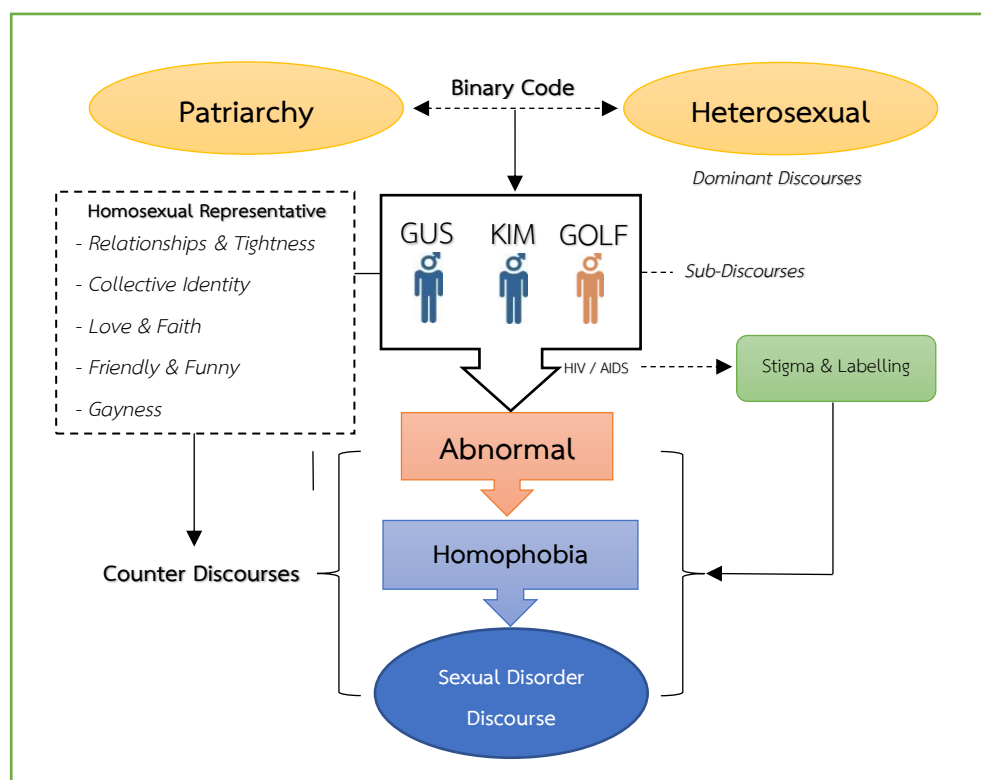 Binary Code
Patriarchy
Heterosexual
Dominant Discourses
Homosexual Representative
- Relationships & Tightness
- Collective Identity
- Love & Faith
- Friendly & Funny
- Gayness
GUS KIM GOLF
Sub-Discourses
HIV / AIDS
Stigma & Labelling
Abnormal
Homophobia
Counter Discourses
Sexual Disorder
Discourse